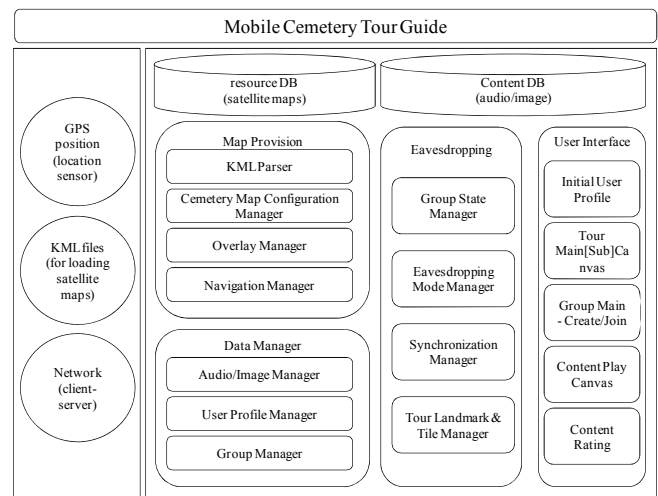 Mobile Cemetery Tour Guide
GPS
position
(location
sensor)
KML files
(for loading
satellite
maps)
Network
(client-
server)
resource DB
(satellite maps)
Content DB
(audio/image)
Map Provision
KML Parser
Cemetery Map Configuration
Manager
Overlay Manager
Navigation Manager
Data Manager
Audio/Image Manager
User Profile Manager
Group Manager
Eavesdropping
Group State
Manager
Eavesdropping
Mode Manager
Synchronization
Manager
Tour Landmark &
Tile Manager
User Interface
Initial User
Profile
Tour
Main[Sub]Ca
nvas
Group Main
- Create/Join
Content Play
Canvas
Content
Rating